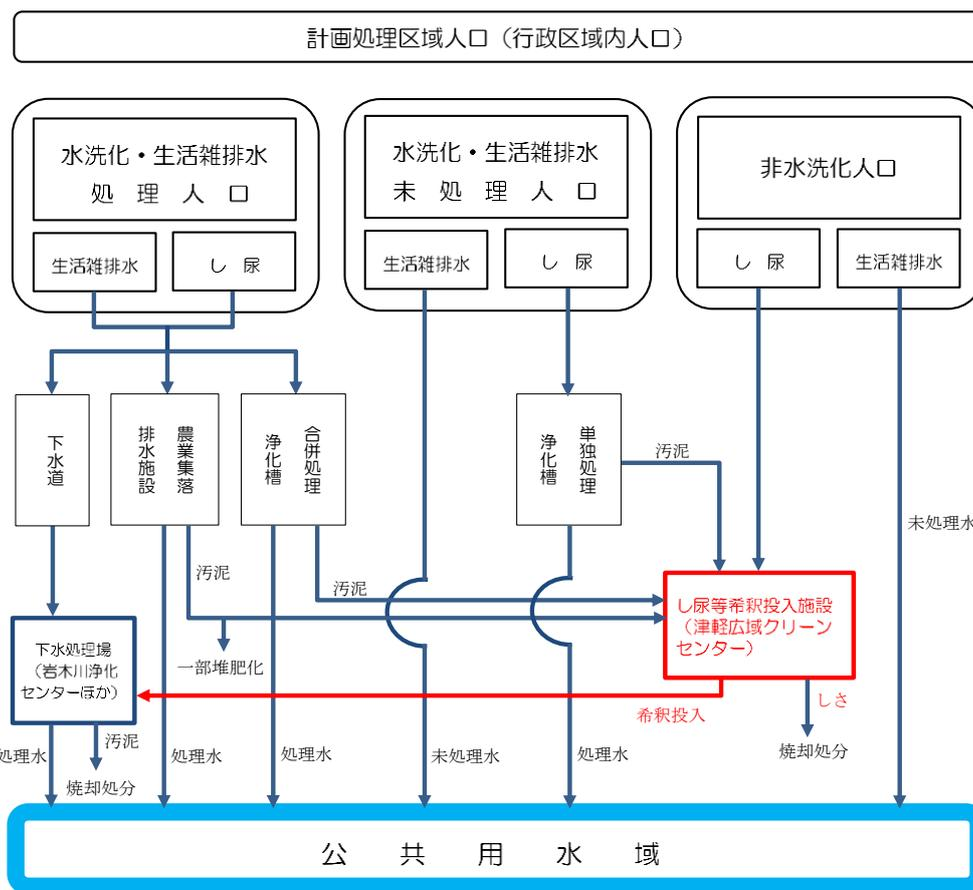 計画処理区域人口（行政区域内人口）
水洗化・生活雑排水
処　理　人　口
生活雑排水
し　尿
水洗化・生活雑排水
未　処　理　人　口
生活雑排水
し　尿
非水洗化人口
し　尿
生活雑排水
下水道
農業集落
排水施設
合併処理
浄化槽
単独処理
浄化槽
汚泥
未処理水
汚泥
汚泥
し尿等希釈投入施設
（津軽広域クリーン
センター）
下水処理場
（岩木川浄化
センターほか）
一部堆肥化
希釈投入
しさ
汚泥
処理水
処理水
処理水
未処理水
処理水
焼却処分
焼却処分
公　共　用　水　域